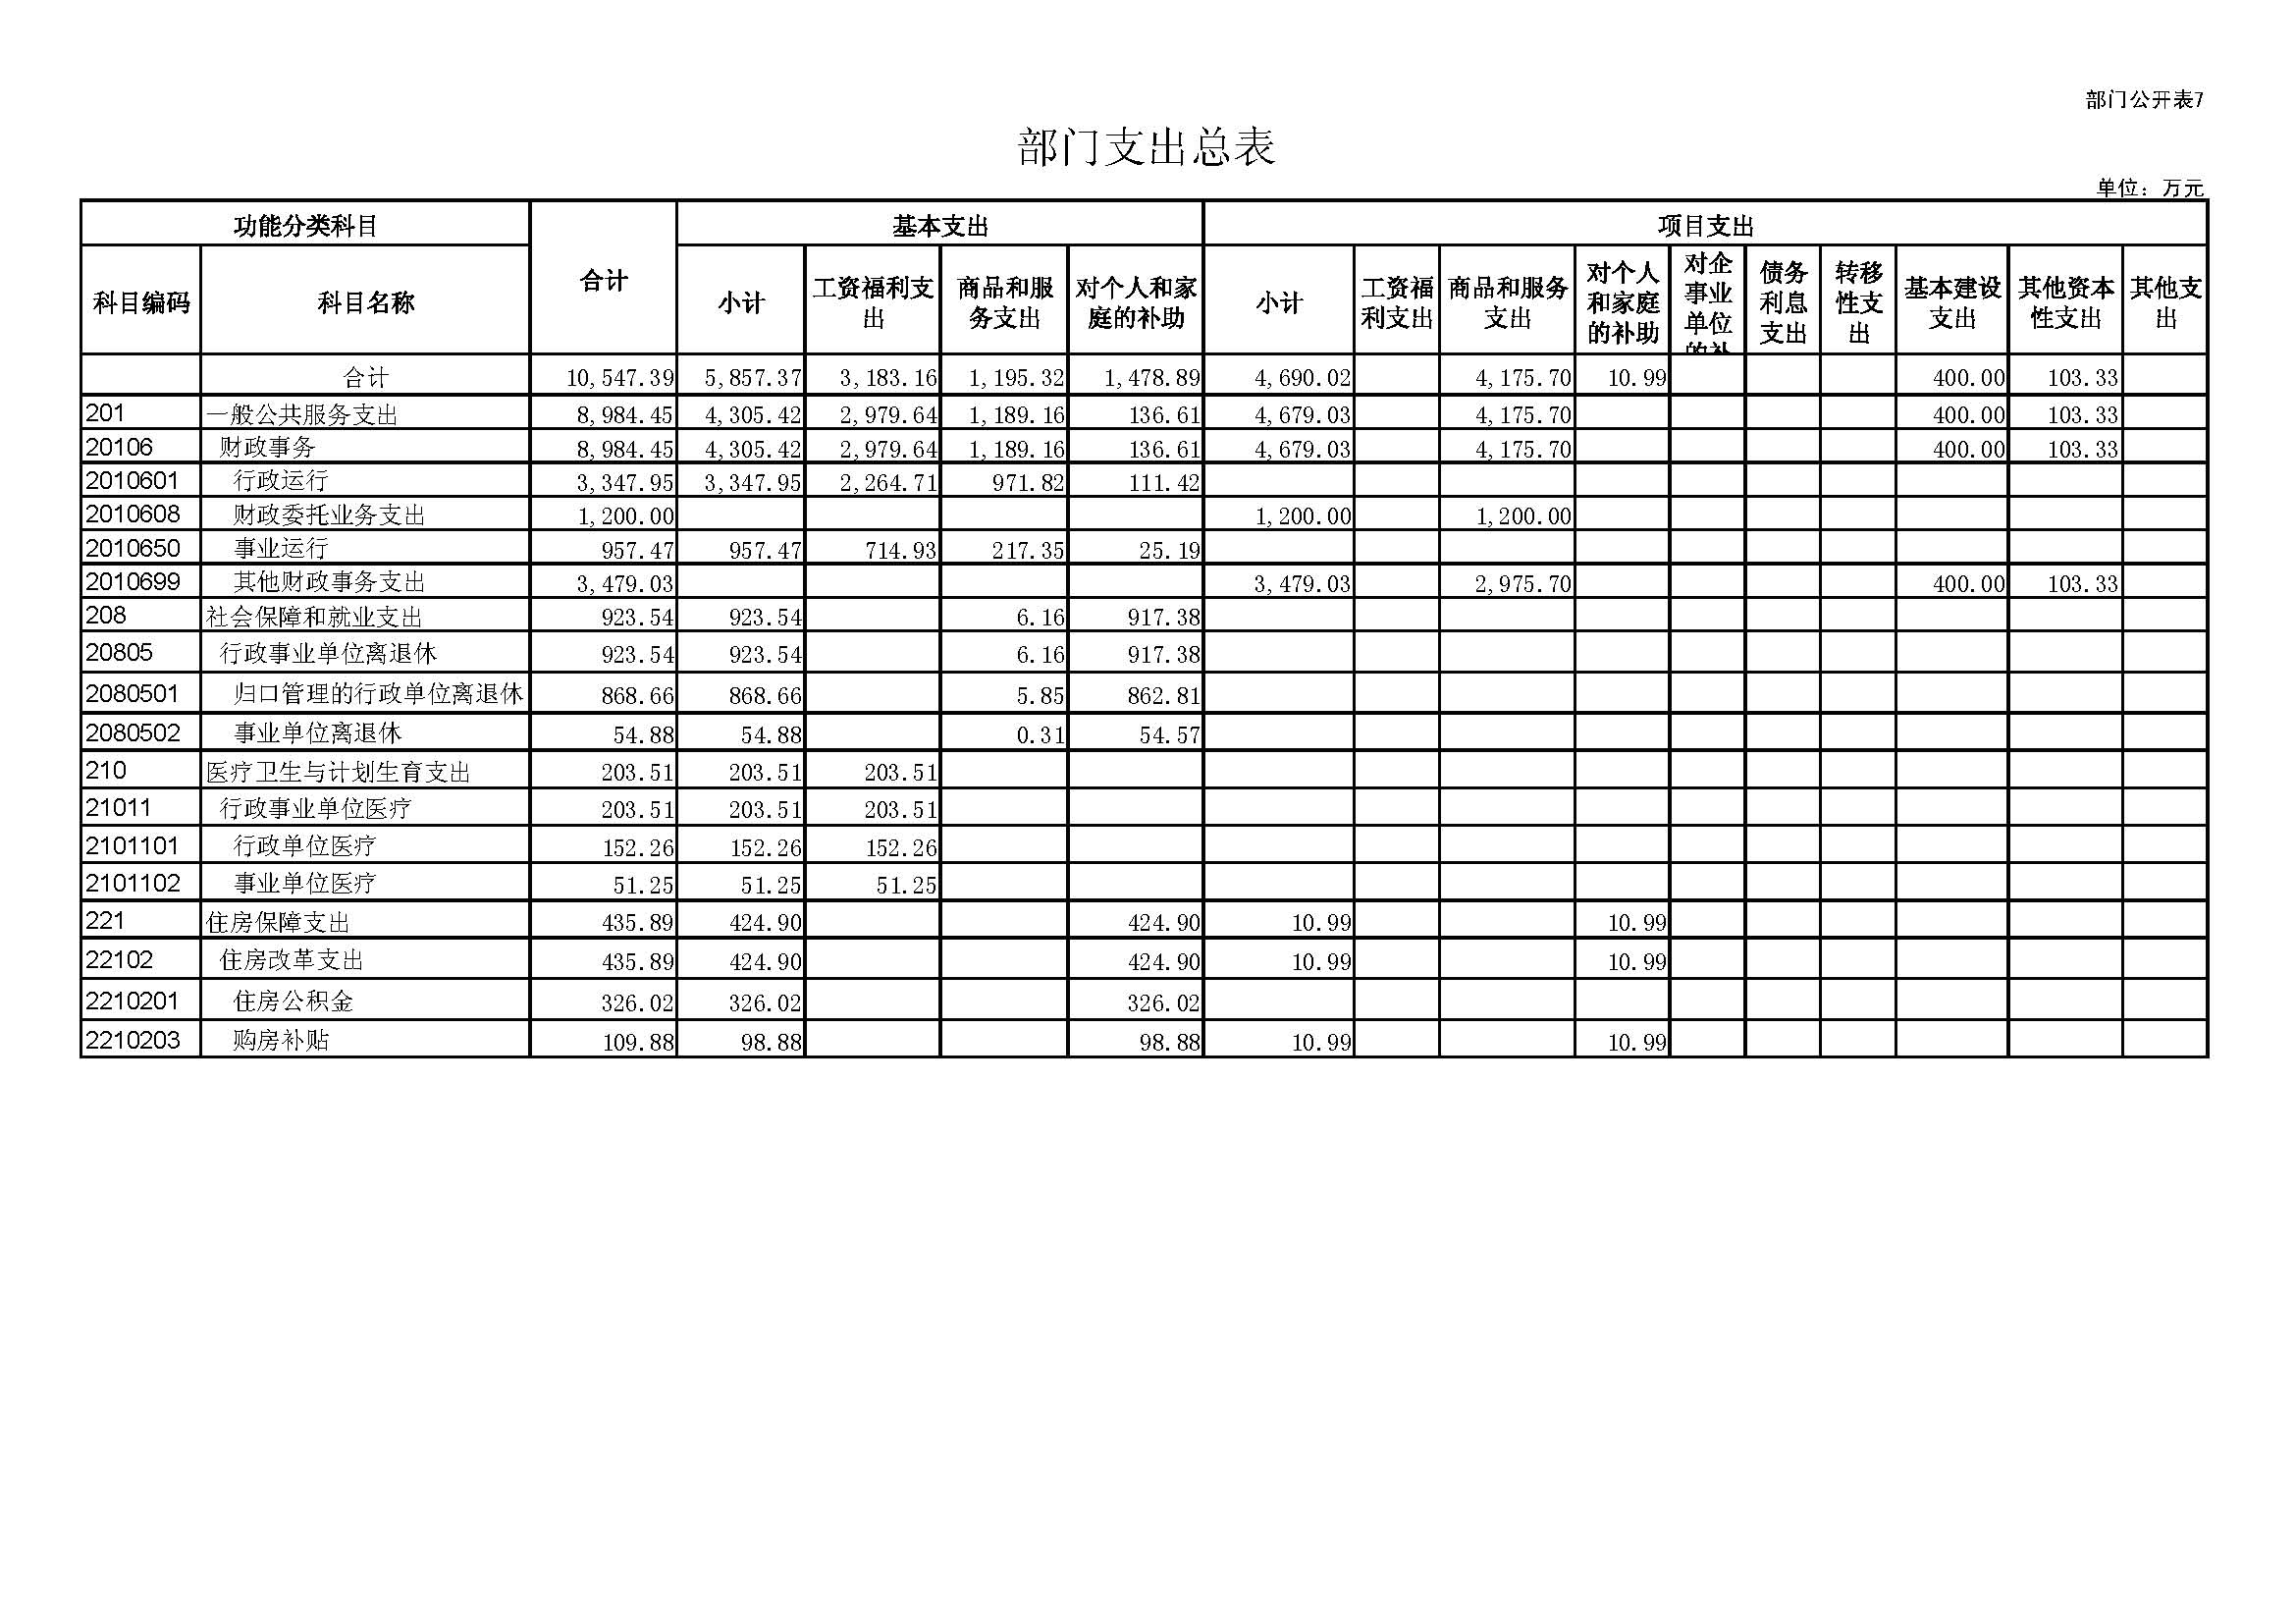 部门公开表7
部门支出总表
单位：万元
功能分类科目 合计 基本支出 项目支出
科目编码 科目名称 小计 工资福利支出 商品和服务支出 对个人和家庭的补助 小计 工资福利支出 商品和服务支出 对个人和家庭的补助 对企事业单位的补 债务利息支出 转移性支出 基本建设支出 其他资本性支出 其他支出
合计 10,547.39 5,857.37 3,183.16 1,195.32 1,478.89 4,690.02 4,175.70 10.99 400.00 103.33
201 一般公共服务支出 8,984.45 4,305.42 2,979.64 1,189.16 136.61 4,679.03 4,175.70 400.00 103.33
20106 财政事务 8,984.45 4,305.42 2,979.64 1,189.16 136.61 4,679.03 4,175.70 400.00 103.33
2010601 行政运行 3,347.95 3,347.95 2,264.71 971.82 111.42
2010608 财政委托业务支出 1,200.00 1,200.00 1,200.00
2010650 事业运行 957.47 957.47 714.93 217.35 25.19
2010699 其他财政事务支出 3,479.03 3,479.03 2,975.70 400.00 103.33
208 社会保障和就业支出 923.54 923.54 6.16 917.38
20805 行政事业单位离退休 923.54 923.54 6.16 917.38
2080501 归口管理的行政单位离退休 868.66 868.66 5.85 862.81
2080502 事业单位离退休 54.88 54.88 0.31 54.57
210 医疗卫生与计划生育支出 203.51 203.51 203.51
21011 行政事业单位医疗 203.51 203.51 203.51
2101101 行政单位医疗 152.26 152.26 152.26
2101102 事业单位医疗 51.25 51.25 51.25
221 住房保障支出 435.89 424.90 424.90 10.99 10.99
22102 住房改革支出 435.89 424.90 424.90 10.99 10.99
2210201 住房公积金 326.02 326.02 326.02
2210203 购房补贴 109.88 98.88 98.88 10.99 10.99